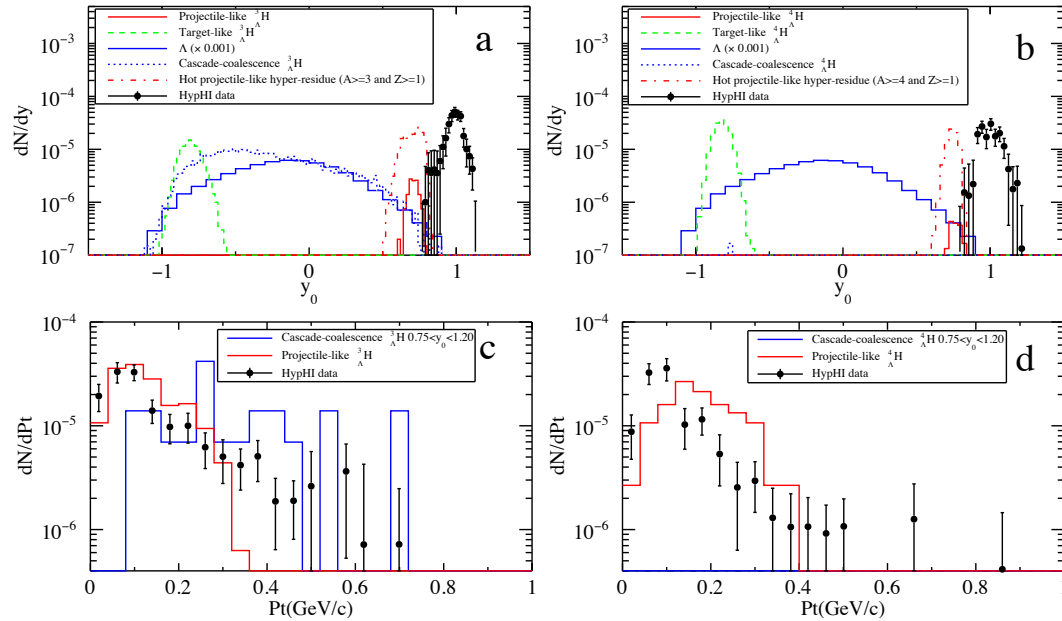 a
Projectile-like ³ΛH
Target-like ³ΛH
Λ (× 0.001)
Cascade-coalescence ³ΛH
Hot projectile-like hyper-residue (A>=3 and Z>=1)
HypHI data
10⁻³
10⁻⁴
10⁻⁵
10⁻⁶
10⁻⁷
dN/dy
-1
0
1
y₀
b
Projectile-like ⁴ΛH
Target-like ⁴ΛH
Λ (× 0.001)
Cascade-coalescence ⁴ΛH
Hot projectile-like hyper-residue (A>=4 and Z>=1)
HypHI data
10⁻³
10⁻⁴
10⁻⁵
10⁻⁶
10⁻⁷
dN/dy
-1
0
1
y₀
c
Cascade-coalescence ³ΛH 0.75<y₀<1.20
Projectile-like ³ΛH
HypHI data
10⁻⁴
10⁻⁵
10⁻⁶
dN/dPt
0
0.2
0.4
0.6
0.8
1
Pt(GeV/c)
d
Cascade-coalescence ⁴ΛH 0.75<y₀<1.20
Projectile-like ⁴ΛH
HypHI data
10⁻⁴
10⁻⁵
10⁻⁶
dN/dPt
0
0.2
0.4
0.6
0.8
1
Pt(GeV/c)